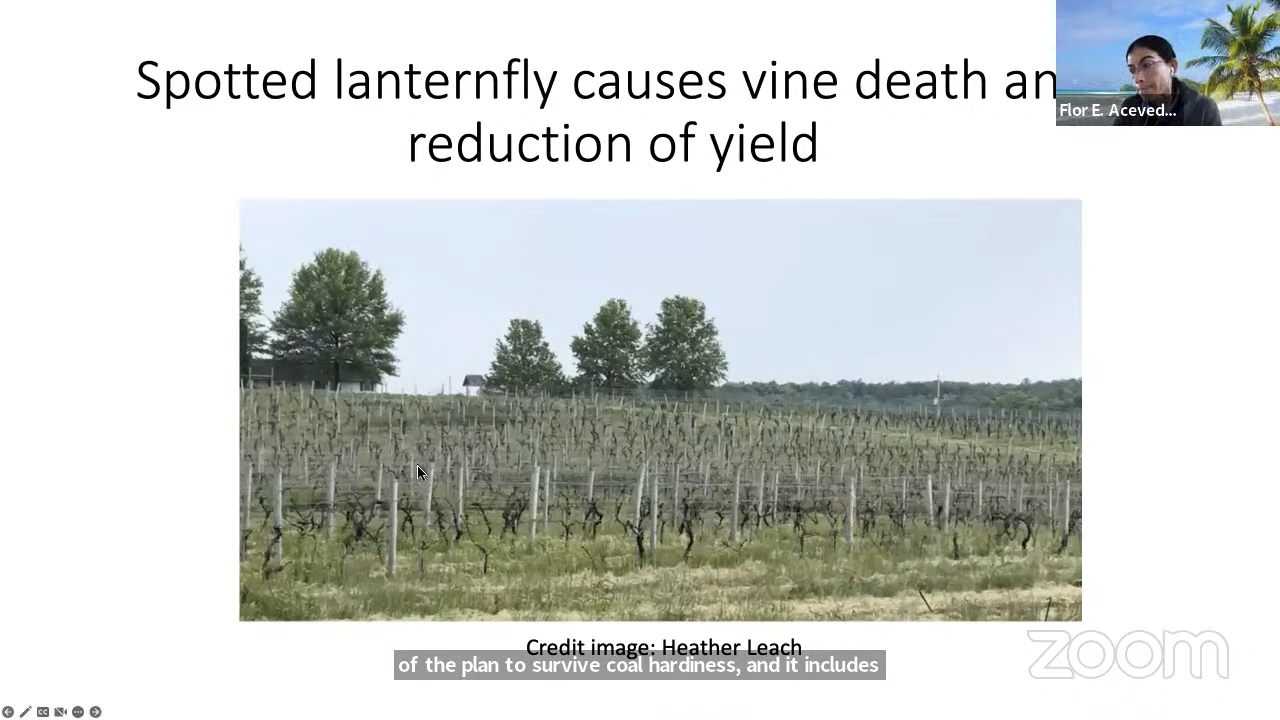 Spotted lanternfly causes vine death an
reduction of yield
Flor E. Aceved...
Credit image: Heather Leach
of the plan to survive coal hardiness, and it includes
zoom